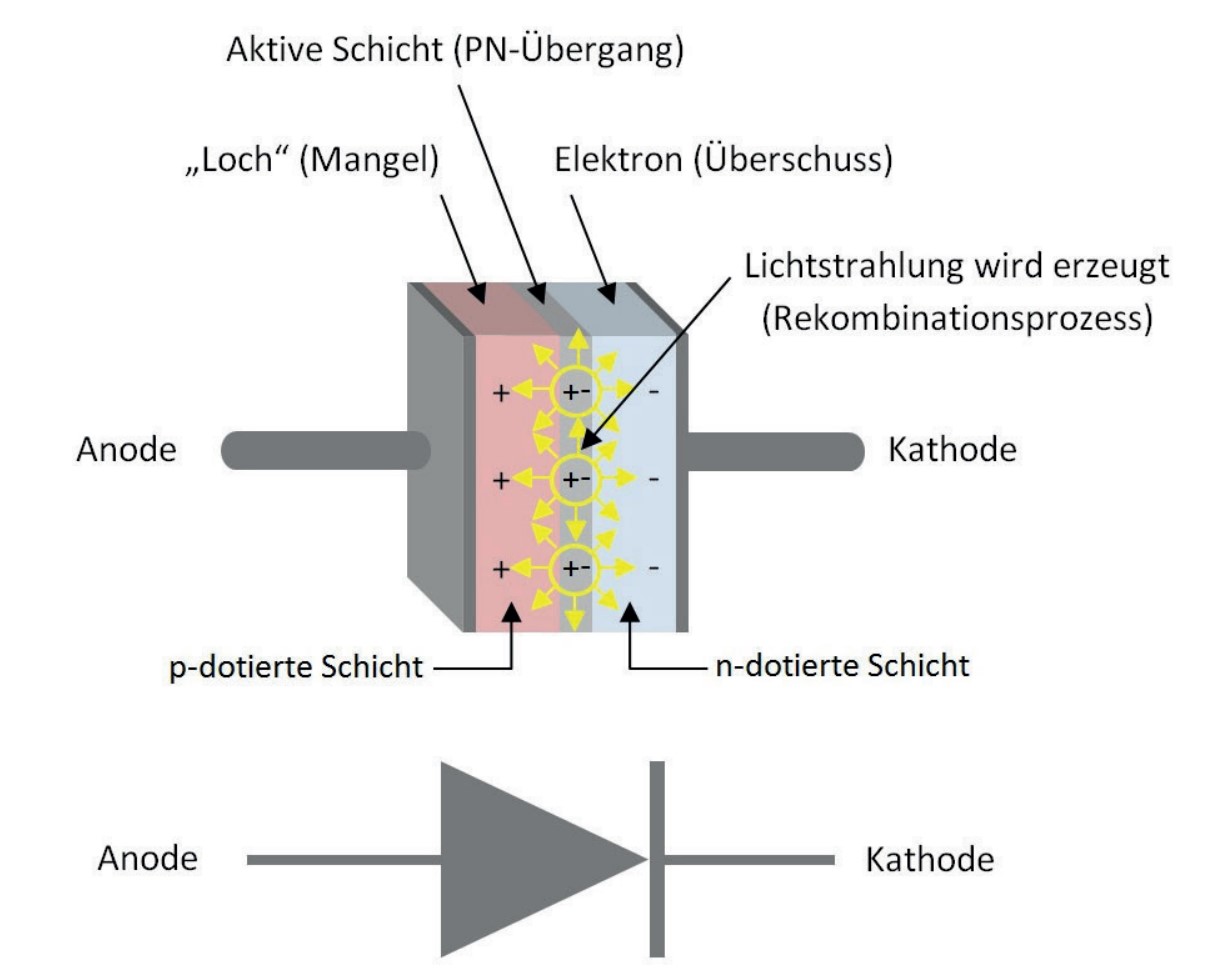 Aktive Schicht (PN-Übergang)
„Loch“ (Mangel)
Elektron (Überschuss)
Lichtstrahlung wird erzeugt
(Rekombinationsprozess)
+ +- -
Anode
Kathode
+ +- -
+ +- -
p-dotierte Schicht
n-dotierte Schicht
Anode
Kathode